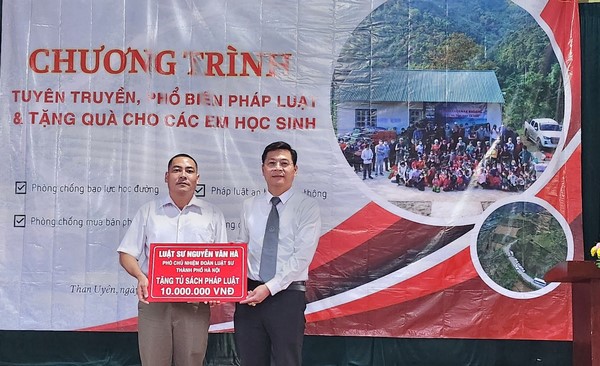 CHƯƠNG TRÌNH
TUYÊN TRUYỀN, PHỔ BIẾN PHÁP LUẬT
& TẶNG QUÀ CHO CÁC EM HỌC SINH
Phòng chống bạo lực học đường
Pháp luật an thông
Phòng chống mua bán
LUẬT SƯ NGUYỄN VĂN HÀ
PHÓ CHỦ NHIỆM ĐOÀN LUẬT SƯ
THÀNH PHỐ HÀ NỘI
TẶNG TỦ SÁCH PHÁP LUẬT
10.000.000 VNĐ
Than Uyên, ngày